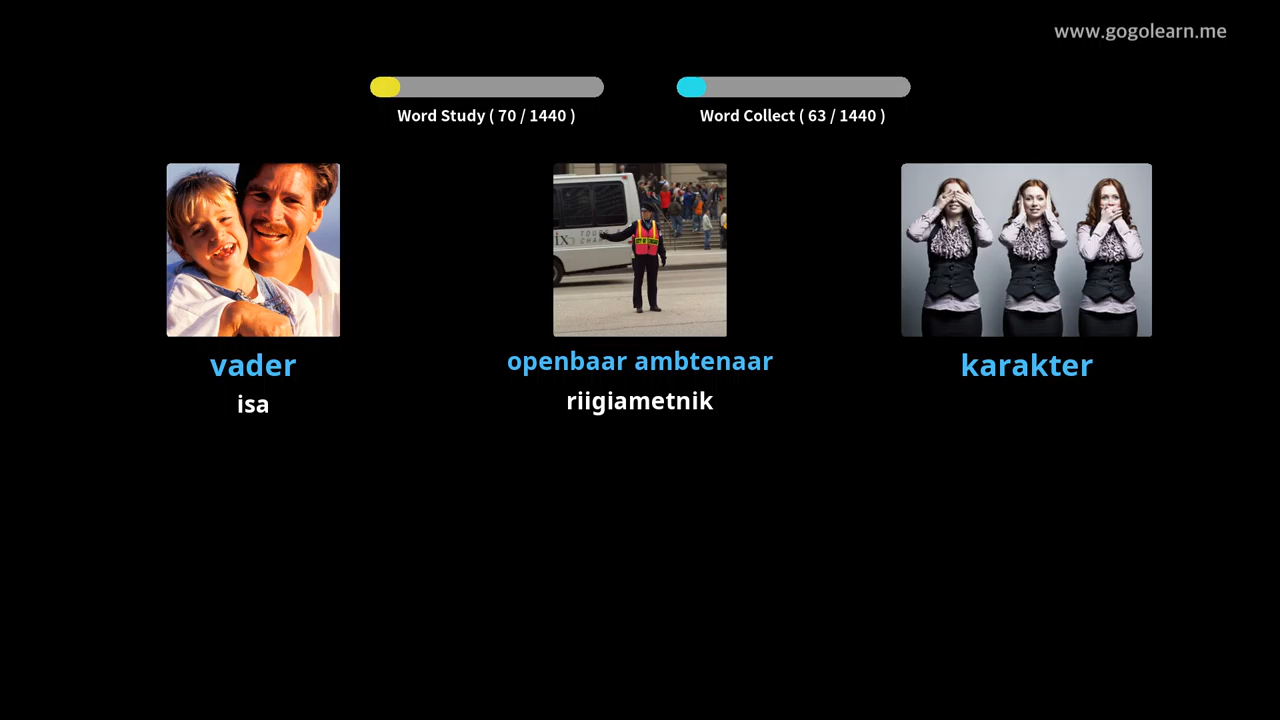 www.gogolearn.me
Word Study ( 70 / 1440 )
Word Collect ( 63 / 1440 )
vader
isa
openbaar ambtenaar
riigiametnik
karakter